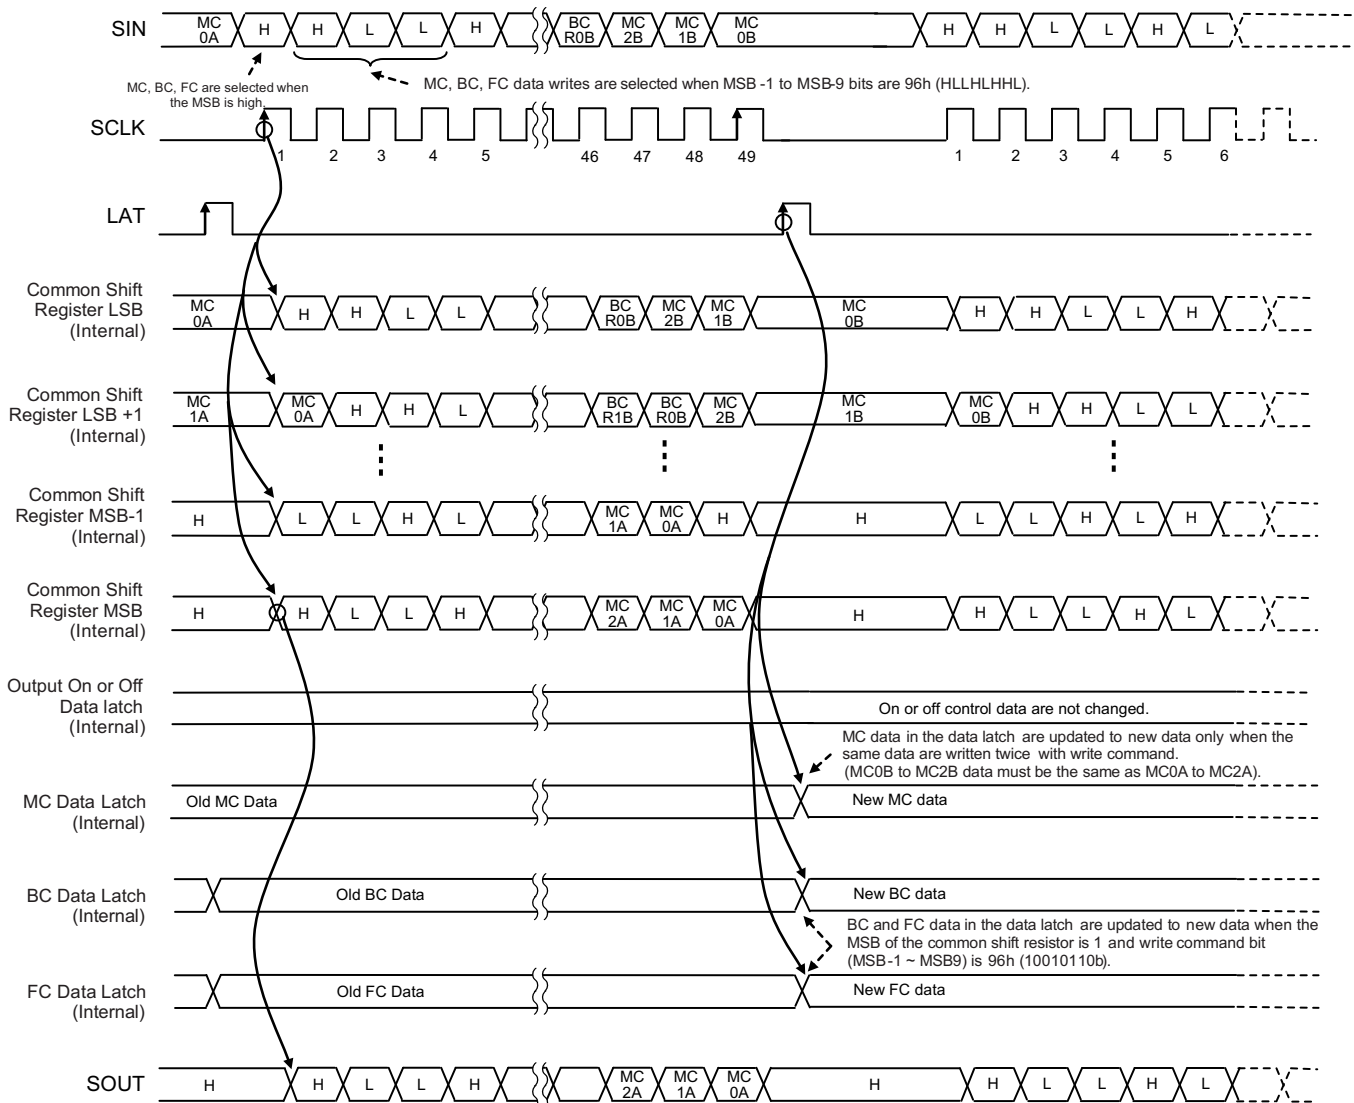 SIN MC 0A H H L L H BC R0B MC 2B MC 1B MC 0B H H L L H L
MC, BC, FC are selected when
the MSB is high.
MC, BC, FC data writes are selected when MSB -1 to MSB-9 bits are 96h (HLLHLHHL).
SCLK
1 2 3 4 5 46 47 48 49 1 2 3 4 5 6
LAT
Common Shift
Register LSB
(Internal)
MC 0A H H L L BC R0B MC 2B MC 1B MC 0B H H L L H
Common Shift
Register LSB +1
(Internal)
MC 1A MC 0A H H L BC R1B BC R0B MC 2B MC 1B MC 0B H H L L
Common Shift
Register MSB-1
(Internal)
H L L H L MC 1A MC 0A H H L L H L H
Common Shift
Register MSB
(Internal)
H H L L H MC 2A MC 1A MC 0A H H L L H L
Output On or Off
Data latch
(Internal)
On or off control data are not changed.
MC data in the data latch are updated to new data only when the
same data are written twice with write command.
(MC0B to MC2B data must be the same as MC0A to MC2A).
MC Data Latch
(Internal)
Old MC Data New MC data
BC Data Latch
(Internal)
Old BC Data New BC data
BC and FC data in the data latch are updated to new data when the
MSB of the common shift resistor is 1 and write command bit
(MSB-1 ~ MSB9) is 96h (10010110b).
FC Data Latch
(Internal)
Old FC Data New FC data
SOUT H H L L H MC 2A MC 1A MC 0A H H L L H L